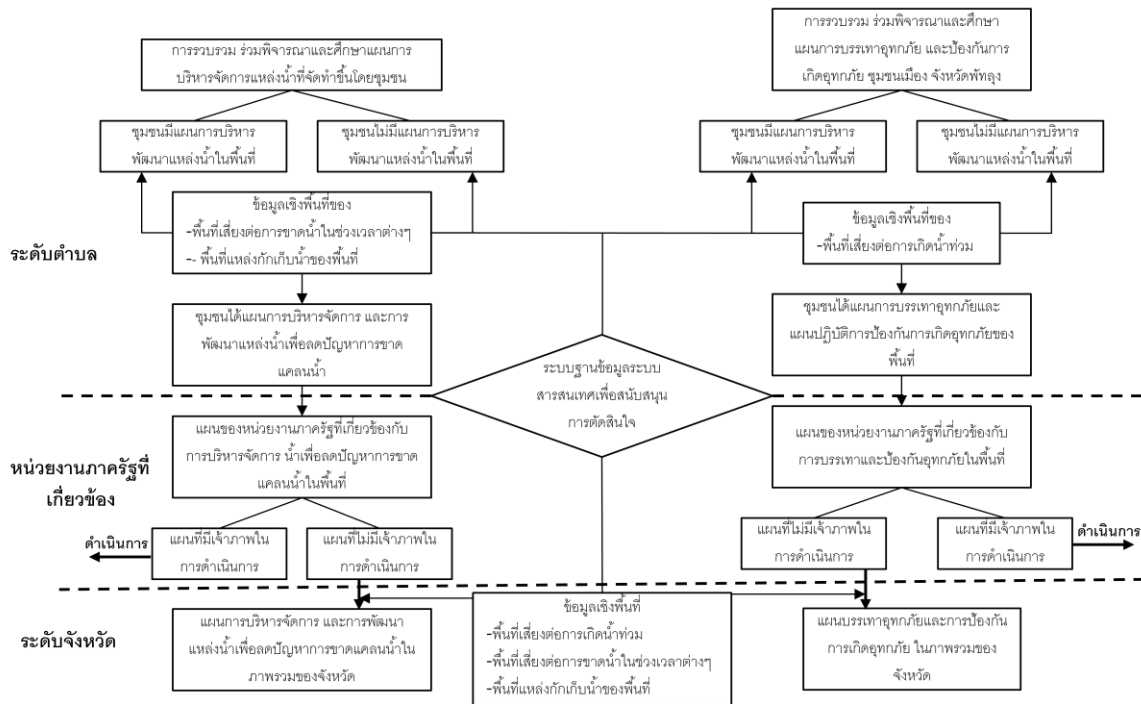 การรวบรวม ร่วมพิจารณาและศึกษาแผนการ
บริหารจัดการแหล่งน้ำที่จัดทำขึ้นโดยชุมชน
การรวบรวม ร่วมพิจารณาและศึกษา
แผนการบรรเทาอุทกภัย และป้องกันการ
เกิดอุทกภัย ชุมชนเมือง จังหวัดพัทลุง
ชุมชนมีแผนการบริหาร
พัฒนาแหล่งน้ำในพื้นที่
ชุมชนไม่มีแผนการบริหาร
พัฒนาแหล่งน้ำในพื้นที่
ชุมชนมีแผนการบริหาร
พัฒนาแหล่งน้ำในพื้นที่
ชุมชนไม่มีแผนการบริหาร
พัฒนาแหล่งน้ำในพื้นที่
ระดับตำบล
ข้อมูลเชิงพื้นที่ของ
-พื้นที่เสี่ยงต่อการขาดน้ำในช่วงเวลาต่างๆ
-- พื้นที่แหล่งกักเก็บน้ำของพื้นที่
ข้อมูลเชิงพื้นที่ของ
-พื้นที่เสี่ยงต่อการเกิดน้ำท่วม
ชุมชนได้แผนการบริหารจัดการ และการ
พัฒนาแหล่งน้ำเพื่อลดปัญหาการขาด
แคลนน้ำ
ชุมชนได้แผนการบรรเทาอุทกภัยและ
แผนปฏิบัติการป้องกันการเกิดอุทกภัยของ
พื้นที่
ระบบฐานข้อมูลระบบ
สารสนเทศเพื่อสนับสนุน
การตัดสินใจ
หน่วยงานภาครัฐที่
เกี่ยวข้อง
แผนของหน่วยงานภาครัฐที่เกี่ยวข้องกับ
การบริหารจัดการ น้ำเพื่อลดปัญหาการขาด
แคลนน้ำในพื้นที่
แผนของหน่วยงานภาครัฐที่เกี่ยวข้องกับ
การบรรเทาและป้องกันอุทกภัยในพื้นที่
ดำเนินการ
แผนที่มีเจ้าภาพใน
การดำเนินการ
แผนที่ไม่มีเจ้าภาพใน
การดำเนินการ
แผนที่ไม่มีเจ้าภาพใน
การดำเนินการ
แผนที่มีเจ้าภาพใน
การดำเนินการ
ดำเนินการ
ระดับจังหวัด
แผนการบริหารจัดการ และการพัฒนา
แหล่งน้ำเพื่อลดปัญหาการขาดแคลนน้ำใน
ภาพรวมของจังหวัด
ข้อมูลเชิงพื้นที่
-พื้นที่เสี่ยงต่อการเกิดน้ำท่วม
-พื้นที่เสี่ยงต่อการขาดน้ำในช่วงเวลาต่างๆ
-พื้นที่แหล่งกักเก็บน้ำของพื้นที่
แผนบรรเทาอุทกภัยและการป้องกัน
การเกิดอุทกภัย ในภาพรวมของ
จังหวัด